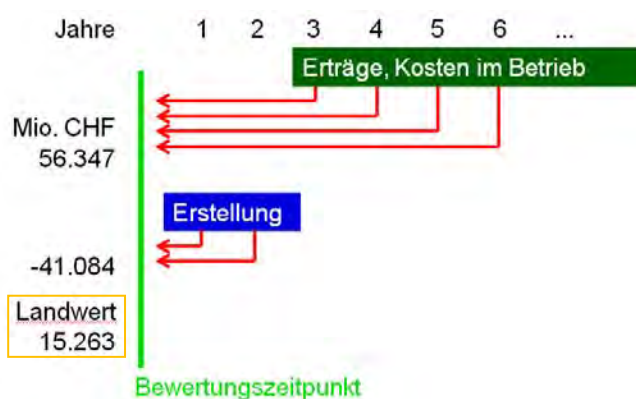 Jahre 1 2 3 4 5 6 ...
Erträge, Kosten im Betrieb
Mio. CHF
56.347
Erstellung
-41.084
Landwert
15.263
Bewertungszeitpunkt